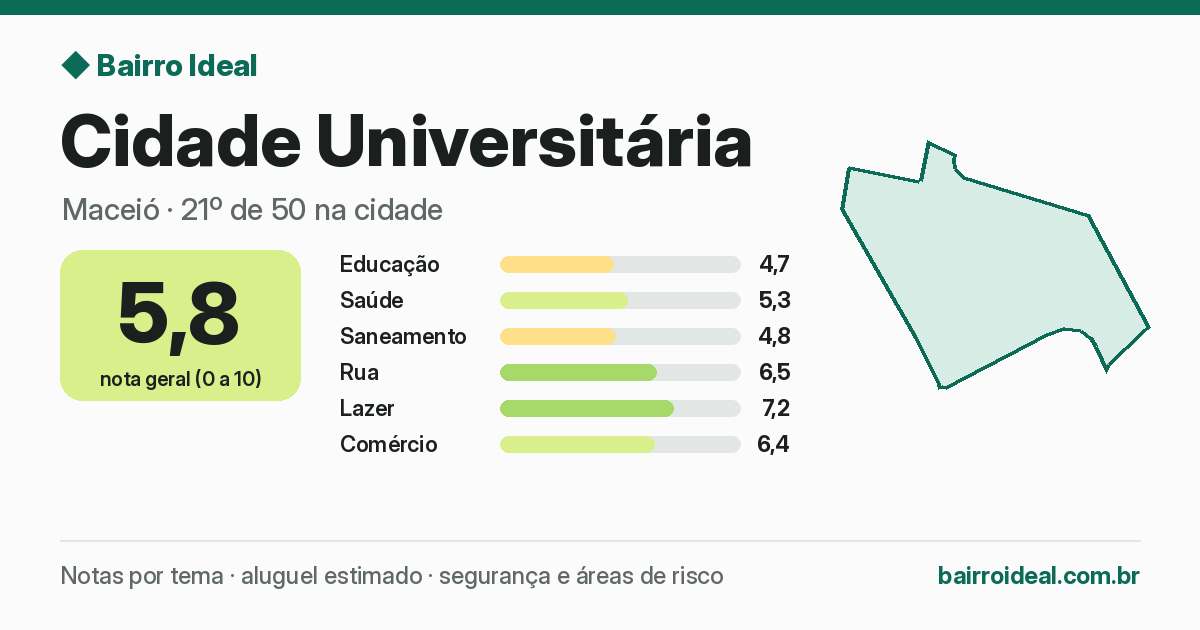 Bairro Ideal
Cidade Universitária
Maceió · 21º de 50 na cidade
5,8
nota geral (0 a 10)
Educação 4,7
Saúde 5,3
Saneamento 4,8
Rua 6,5
Lazer 7,2
Comércio 6,4
Notas por tema · aluguel estimado · segurança e áreas de risco
bairroideal.com.br